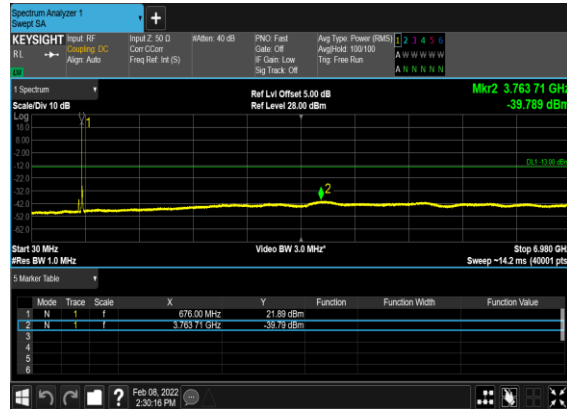 Spectrum Analyzer 1
Swept SA
+
KEYSIGHT Input: RF Input Z: 50 Ω #Atten: 40 dB PNO: Fast Avg Type: Power (RMS) 1 2 3 4 5 6
RL Coupling: DC Corr CCorr Gate: Off Avg|Hold: 100/100 A W W W W W
Align: Auto Freq Ref: Int (S) IF Gain: Low Trig: Free Run
Sig Track: Off A N N N N N
1 Spectrum Ref Lvl Offset 5.00 dB Mkr2 3.763 71 GHz
Scale/Div 10 dB Ref Level 28.00 dBm -39.789 dBm
Log
18.0
8.00
-2.00
-12.0
-22.0
-32.0
-42.0
-52.0
-62.0
1
DL1 -13.00 dBm
2
Start 30 MHz Video BW 3.0 MHz* Stop 6.980 GHz
#Res BW 1.0 MHz Sweep ~14.2 ms (40001 pts)
5 Marker Table
Mode Trace Scale X Y Function Function Width Function Value
1 N 1 f 676.00 MHz 21.89 dBm
2 N 1 f 3.763 71 GHz -39.79 dBm
3
4
5
6
? Feb 08, 2022
2:30:16 PM